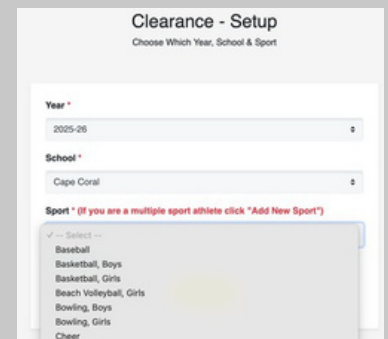 Clearance - Setup
Choose Which Year, School & Sport
Year *
2025-26
School *
Cape Coral
Sport * (If you are a multiple sport athlete click "Add New Sport")
✓ -- Select --
Baseball
Basketball, Boys
Basketball, Girls
Beach Volleyball, Girls
Bowling, Boys
Bowling, Girls
Cheer